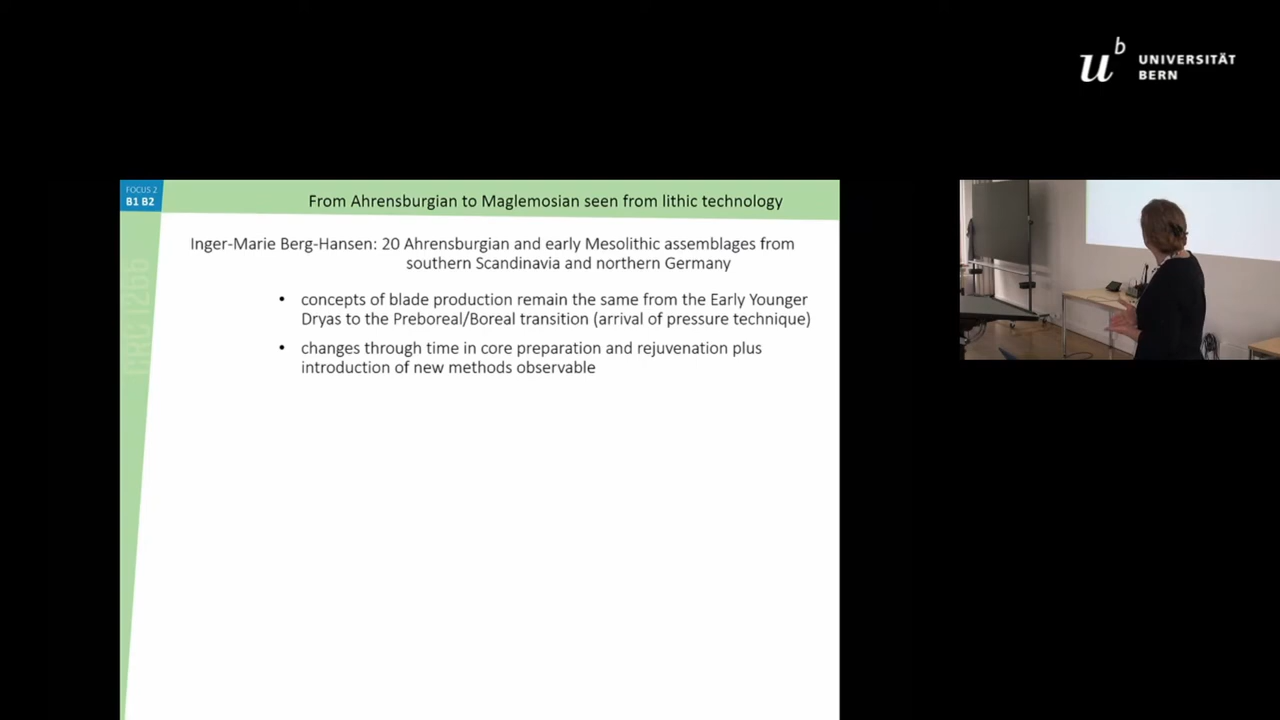 u
b
UNIVERSITÄT
BERN
FOCUS 2
B1 B2
From Ahrensburgian to Maglemosian seen from lithic technology
Inger-Marie Berg-Hansen: 20 Ahrensburgian and early Mesolithic assemblages from
southern Scandinavia and northern Germany
• concepts of blade production remain the same from the Early Younger
Dryas to the Preboreal/Boreal transition (arrival of pressure technique)
• changes through time in core preparation and rejuvenation plus
introduction of new methods observable
CRC 1266